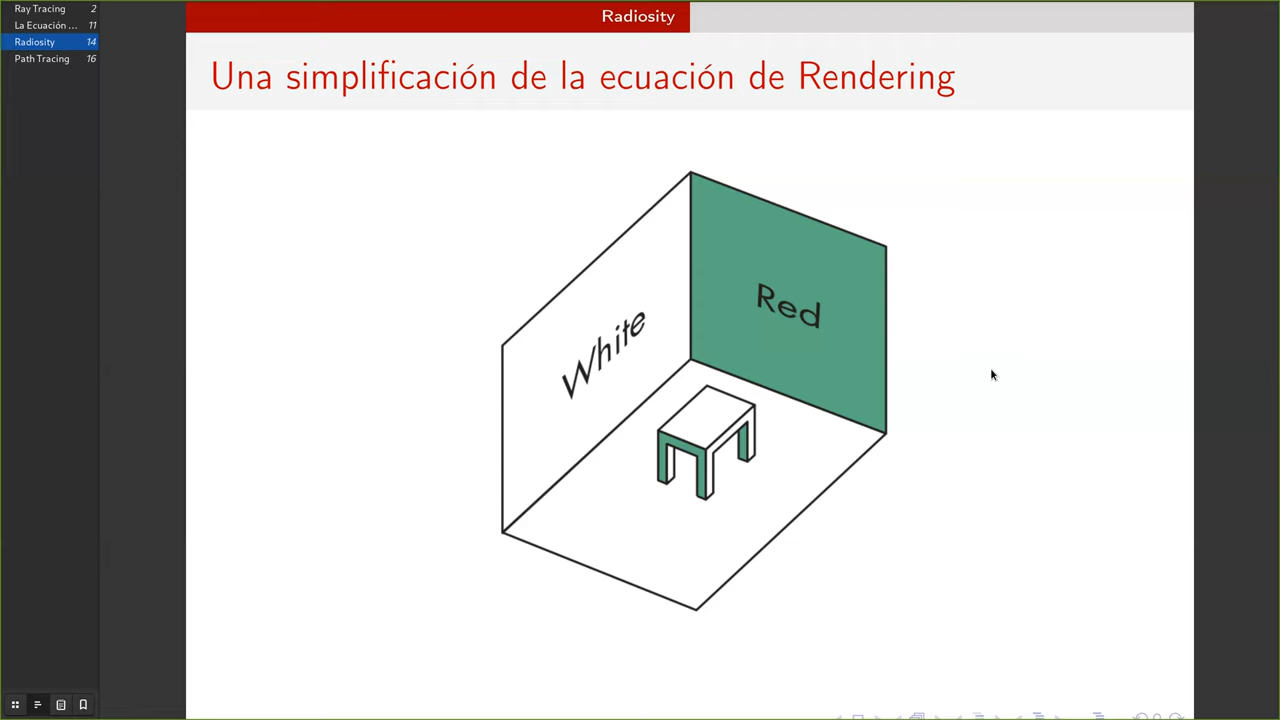 Ray Tracing 2
La Ecuación ... 11
Radiosity 14
Path Tracing 16
Radiosity
Una simplificación de la ecuación de Rendering
White
Red